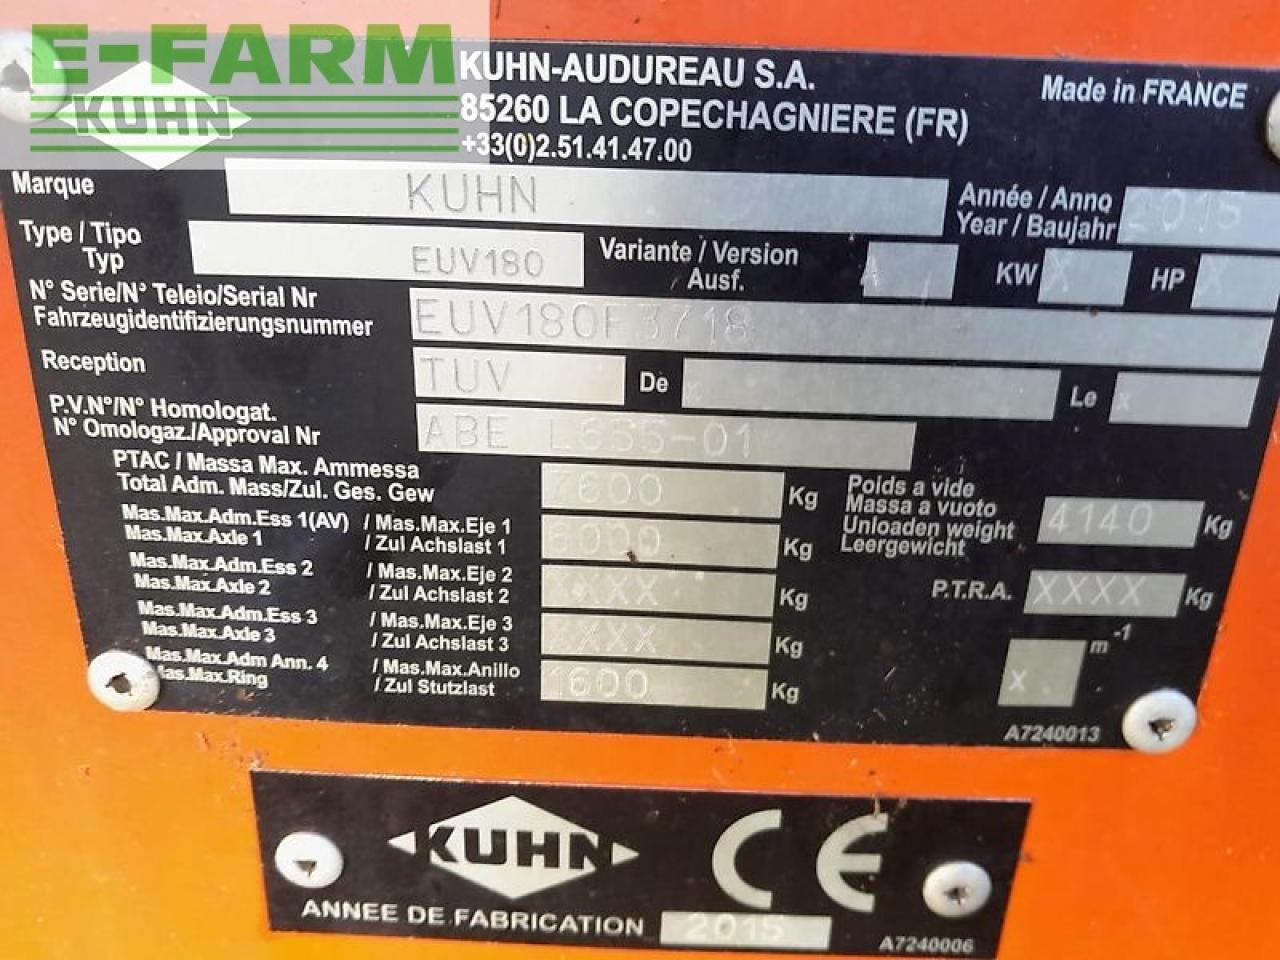 E-FARM
KUHN
KUHN-AUDUREAU S.A.
85260 LA COPECHAGNIERE (FR)
+33(0)2.51.41.47.00
Made in FRANCE
Marque KUHN
Année / Anno
Year / Baujahr 2015
Type / Tipo
Typ EUV180
Variante / Version
Ausf. A
KW X HP X
N° Serie/N° Teleio/Serial Nr
Fahrzeugidentifizierungsnummer EUV180F3718
Reception TUV De x Le x
P.V.N°/N° Homologat.
N° Omologaz./Approval Nr ABE L665-01
PTAC / Massa Max. Ammessa
Total Adm. Mass/Zul. Ges. Gew 7600 Kg
Poids a vide
Massa a vuoto
Unloaden weight
Leergewicht 4140 Kg
Mas.Max.Adm.Ess 1(AV) / Mas.Max.Eje 1
Mas.Max.Axle 1 / Zul Achslast 1 6000 Kg
Mas.Max.Adm.Ess 2 / Mas.Max.Eje 2
Mas.Max.Axle 2 / Zul Achslast 2 XXXX Kg
P.T.R.A. XXXX Kg
Mas.Max.Adm.Ess 3 / Mas.Max.Eje 3
Mas.Max.Axle 3 / Zul Achslast 3 XXXX Kg
Mas.Max.Adm Ann. 4 / Mas.Max.Anillo
Mas.Max.Ring / Zul Stutzlast 1600 Kg
x m-1
A7240013
KUHN
CE
ANNEE DE FABRICATION 2015
A7240006